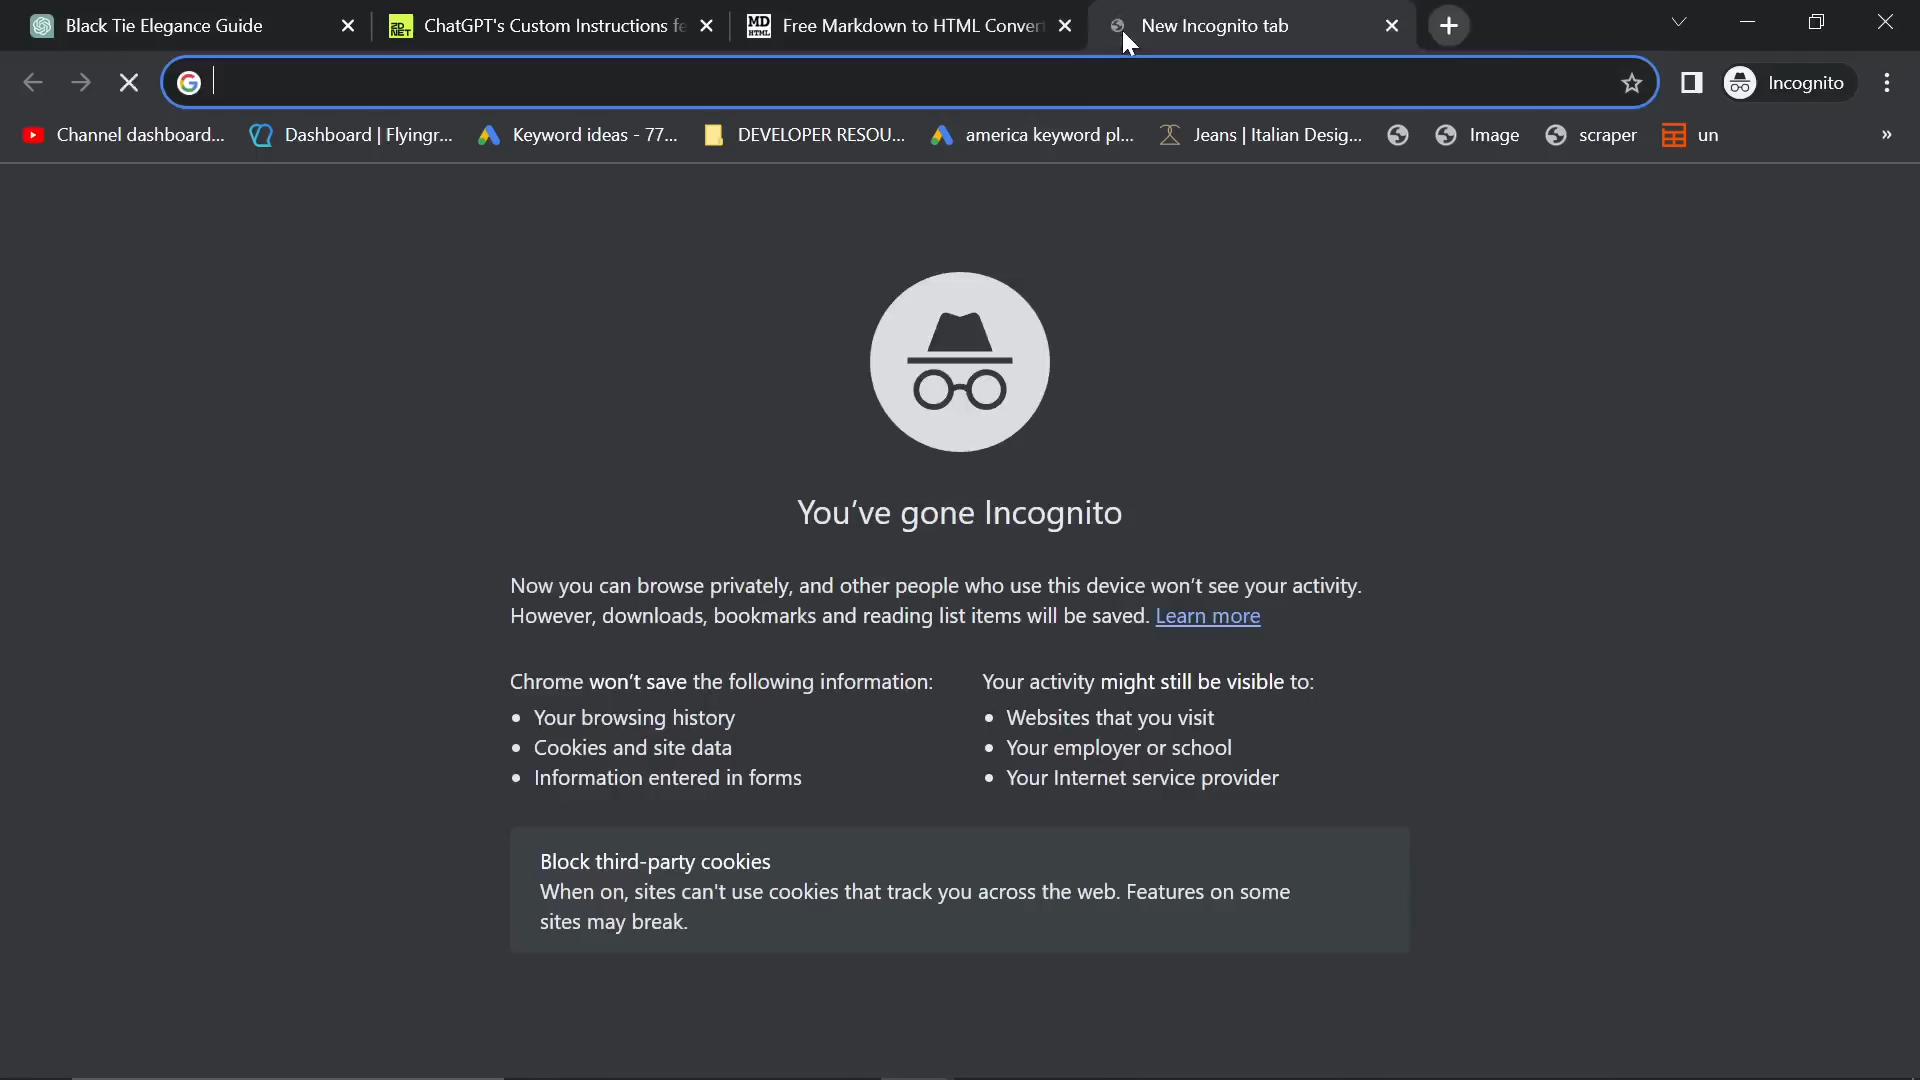 Black Tie Elegance Guide
ChatGPT's Custom Instructions fe
Free Markdown to HTML Conver
New Incognito tab
Incognito
Channel dashboard...
Dashboard | Flyingr...
Keyword ideas - 77...
DEVELOPER RESOU...
america keyword pl...
Jeans | Italian Desig...
Image
scraper
un
»
You've gone Incognito
Now you can browse privately, and other people who use this device won't see your activity.
However, downloads, bookmarks and reading list items will be saved. Learn more
Chrome won't save the following information:
• Your browsing history
• Cookies and site data
• Information entered in forms
Your activity might still be visible to:
• Websites that you visit
• Your employer or school
• Your Internet service provider
Block third-party cookies
When on, sites can't use cookies that track you across the web. Features on some
sites may break.